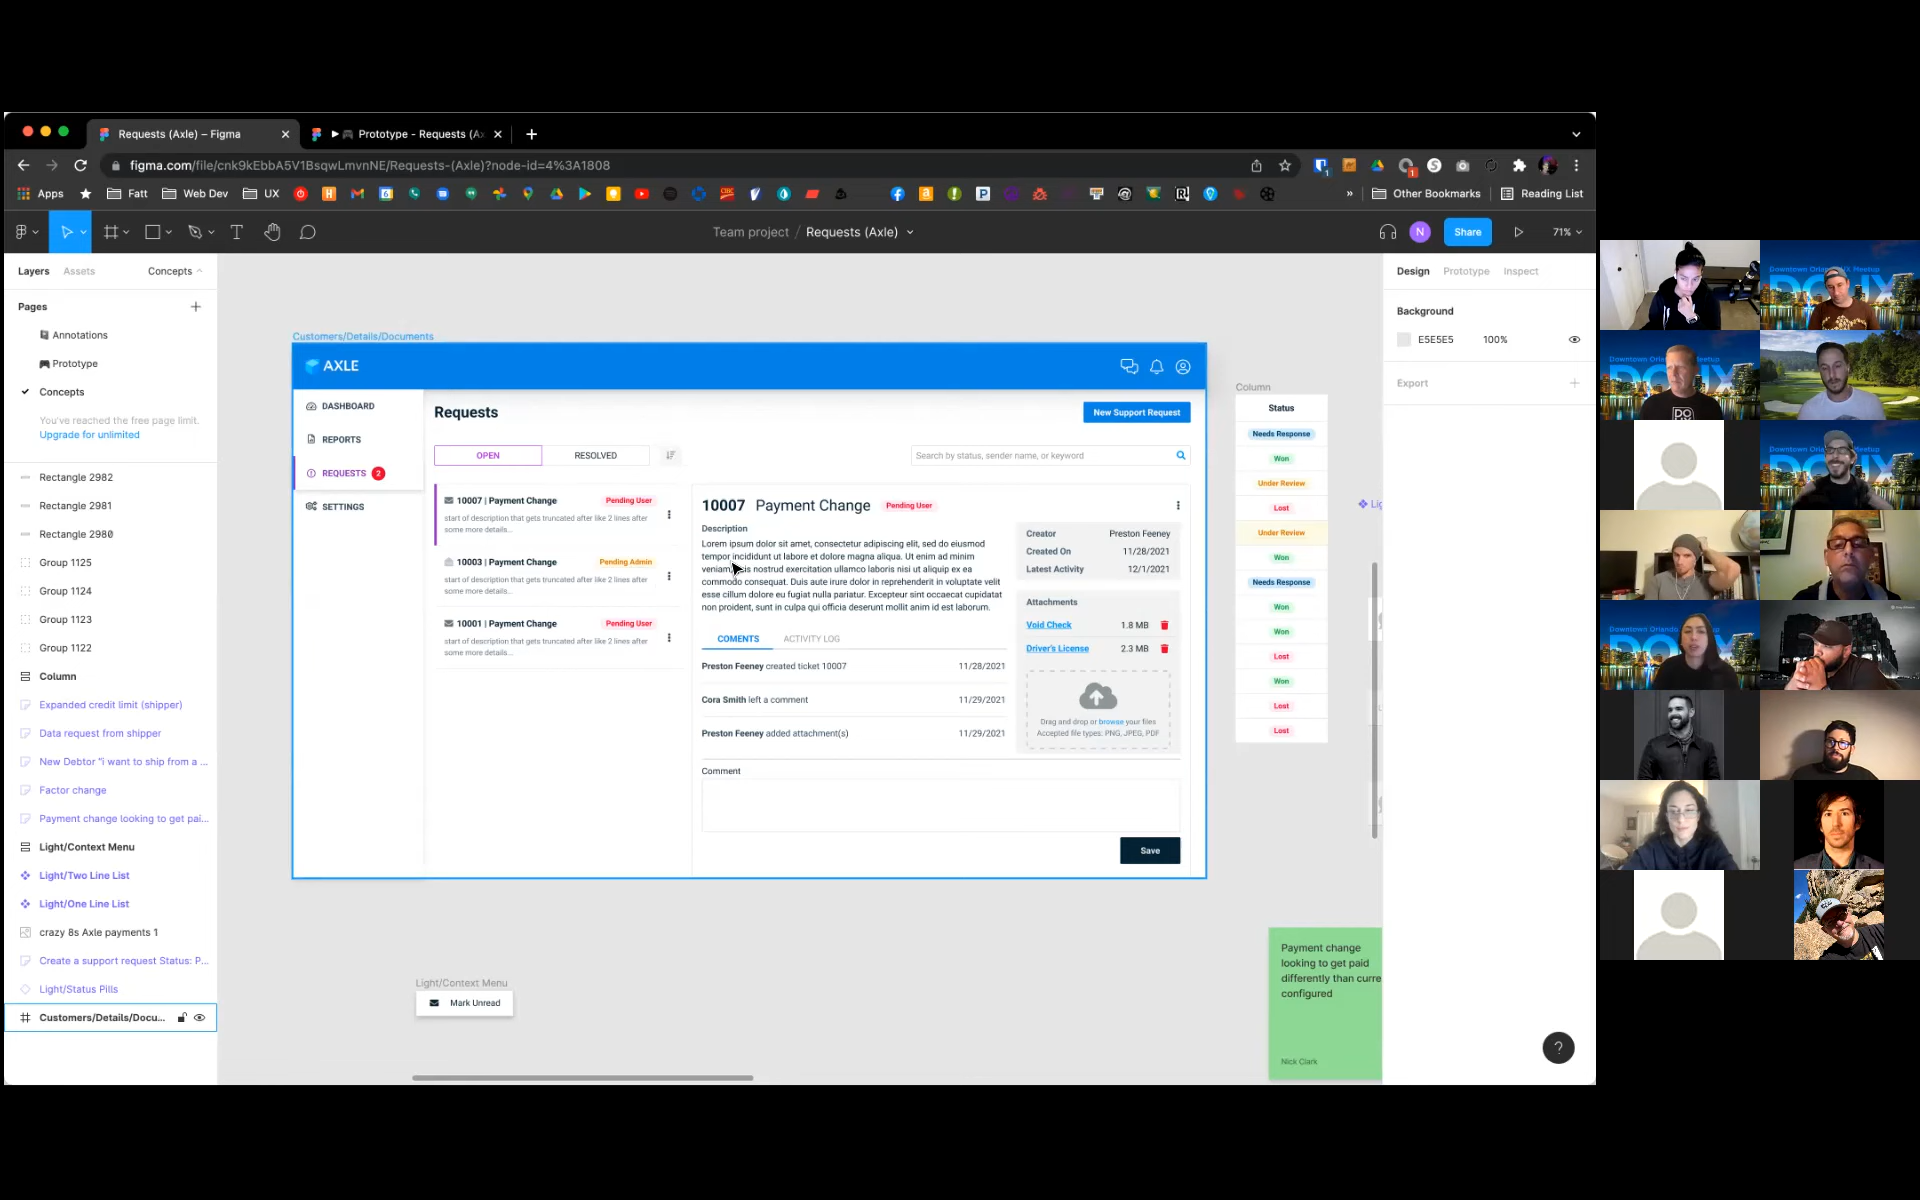 Requests (Axle) – Figma
Prototype - Requests (Ax
figma.com/file/cnk9kEbbA5V1BsqwLmvnNE/Requests-(Axle)?node-id=4%3A1808
Apps
Fatt
Web Dev
UX
Other Bookmarks
Reading List
Team project / Requests (Axle)
N
Share
71%
Layers
Assets
Concepts
Pages
Annotations
Prototype
Concepts
You've reached the free page limit.
Upgrade for unlimited
Rectangle 2982
Rectangle 2981
Rectangle 2980
Group 1125
Group 1124
Group 1123
Group 1122
Column
Expanded credit limit (shipper)
Data request from shipper
New Debtor "i want to ship from a ...
Factor change
Payment change looking to get pai...
Light/Context Menu
Light/Two Line List
Light/One Line List
crazy 8s Axle payments 1
Create a support request Status: P...
Light/Status Pills
Customers/Details/Docu...
Customers/Details/Documents
AXLE
DASHBOARD
REPORTS
REQUESTS 2
SETTINGS
Requests
New Support Request
OPEN
RESOLVED
Search by status, sender name, or keyword
10007 | Payment Change
Pending User
start of description that gets truncated after like 2 lines after
some more details...
10003 | Payment Change
Pending Admin
start of description that gets truncated after like 2 lines after
some more details...
10001 | Payment Change
Pending User
start of description that gets truncated after like 2 lines after
some more details...
10007 Payment Change
Pending User
Description
Lorem ipsum dolor sit amet, consectetur adipiscing elit, sed do eiusmod
tempor incididunt ut labore et dolore magna aliqua. Ut enim ad minim
veniam, quis nostrud exercitation ullamco laboris nisi ut aliquip ex ea
commodo consequat. Duis aute irure dolor in reprehenderit in voluptate velit
esse cillum dolore eu fugiat nulla pariatur. Excepteur sint occaecat cupidatat
non proident, sunt in culpa qui officia deserunt mollit anim id est laborum.
Creator Preston Feeney
Created On 11/28/2021
Latest Activity 12/1/2021
Attachments
Void Check 1.8 MB
Driver's License 2.3 MB
Drag and drop or browse your files
Accepted file types: PNG, JPEG, PDF
COMENTS
ACTIVITY LOG
Preston Feeney created ticket 10007 11/28/2021
Cora Smith left a comment 11/29/2021
Preston Feeney added attachment(s) 11/29/2021
Comment
Save
Column
Status
Needs Response
Won
Under Review
Lost
Under Review
Won
Needs Response
Won
Won
Lost
Won
Lost
Lost
Lig
Light/Context Menu
Mark Unread
Payment change
looking to get paid
differently than curre
configured
Nick Clark
?
Design
Prototype
Inspect
Background
E5E5E5 100%
Export